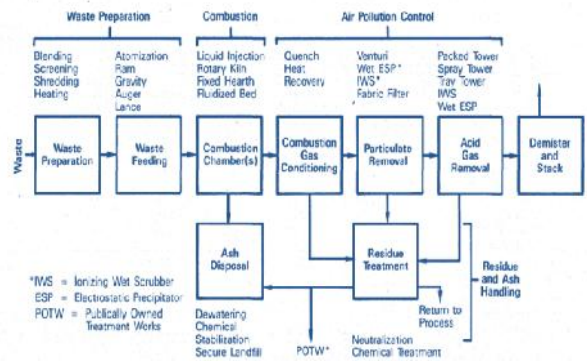 Waste Preparation
Combustion
Air Pollution Control
Blending
Screening
Shredding
Heating
Atomization
Ram
Gravity
Auger
Lance
Liquid Injection
Rotary Kiln
Fixed Hearth
Fluidized Bed
Quench
Heat
Recovery
Venturi
Wet ESP*
IWS*
Fabric Filter
Packed Tower
Spray Tower
Tray Tower
IWS
Wet ESP
Waste
Waste
Preparation
Waste
Feeding
Combustion
Chamber(s)
Combustion
Gas
Conditioning
Particulate
Removal
Acid
Gas
Removal
Demister
and
Stack
Ash
Disposal
Residue
Treatment
Residue
and Ash
Handling
Return to
Process
*IWS = Ionizing Wet Scrubber
ESP = Electrostatic Precipitator
POTW = Publically Owned
Treatment Works
Dewatering
Chemical
Stabilization
Secure Landfill
POTW*
Neutralization
Chemical Treatment